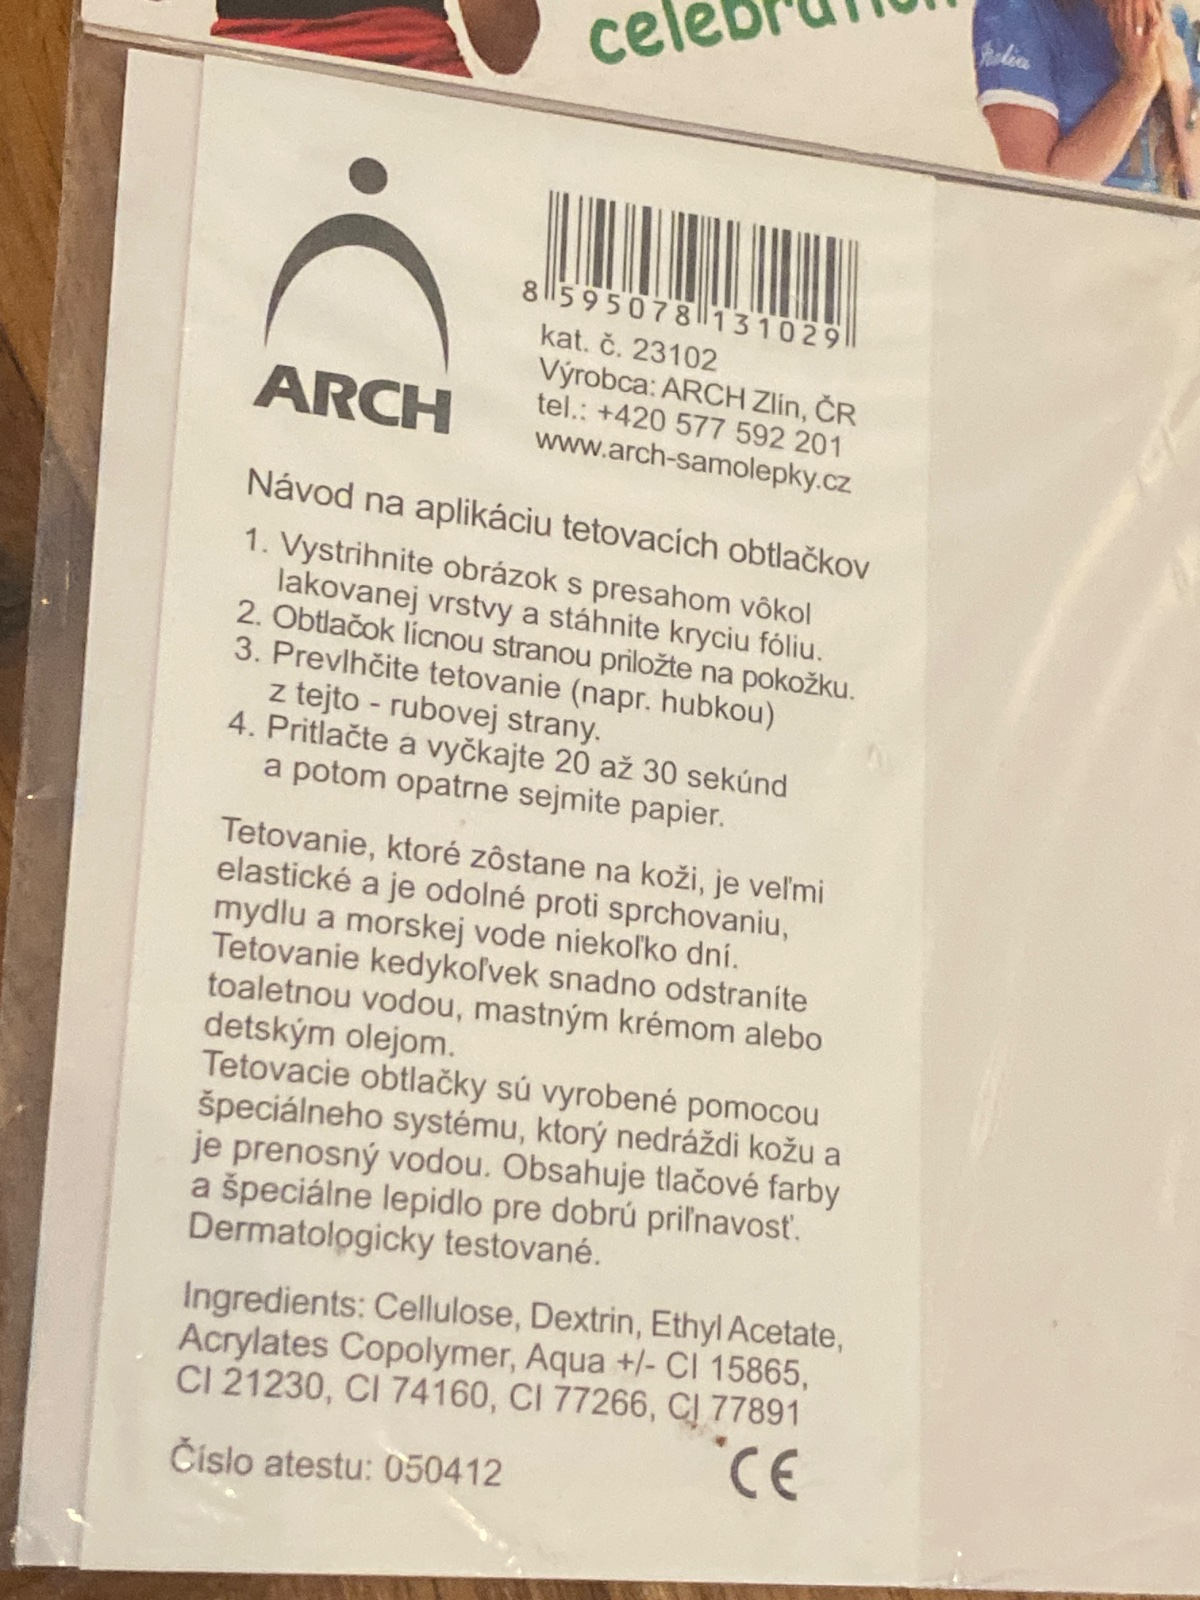 celebration
Italia
ARCH
8 595078 131029
kat. č. 23102
Výrobca: ARCH Zlín, ČR
tel.: +420 577 592 201
www.arch-samolepky.cz
Návod na aplikáciu tetovacích obtlačkov
1. Vystrihnite obrázok s presahom vôkol
lakovanej vrstvy a stáhnite kryciu fóliu.
2. Obtlačok lícnou stranou priložte na pokožku.
3. Prevlhčite tetovanie (napr. hubkou)
z tejto - rubovej strany.
4. Pritlačte a vyčkajte 20 až 30 sekúnd
a potom opatrne sejmite papier.
Tetovanie, ktoré zôstane na koži, je veľmi
elastické a je odolné proti sprchovaniu,
mydlu a morskej vode niekoľko dní.
Tetovanie kedykoľvek snadno odstraníte
toaletnou vodou, mastným krémom alebo
detským olejom.
Tetovacie obtlačky sú vyrobené pomocou
špeciálneho systému, ktorý nedráždi kožu a
je prenosný vodou. Obsahuje tlačové farby
a špeciálne lepidlo pre dobrú priľnavosť.
Dermatologicky testované.
Ingredients: Cellulose, Dextrin, Ethyl Acetate,
Acrylates Copolymer, Aqua +/- CI 15865,
CI 21230, CI 74160, CI 77266, CI 77891
Číslo atestu: 050412
CE